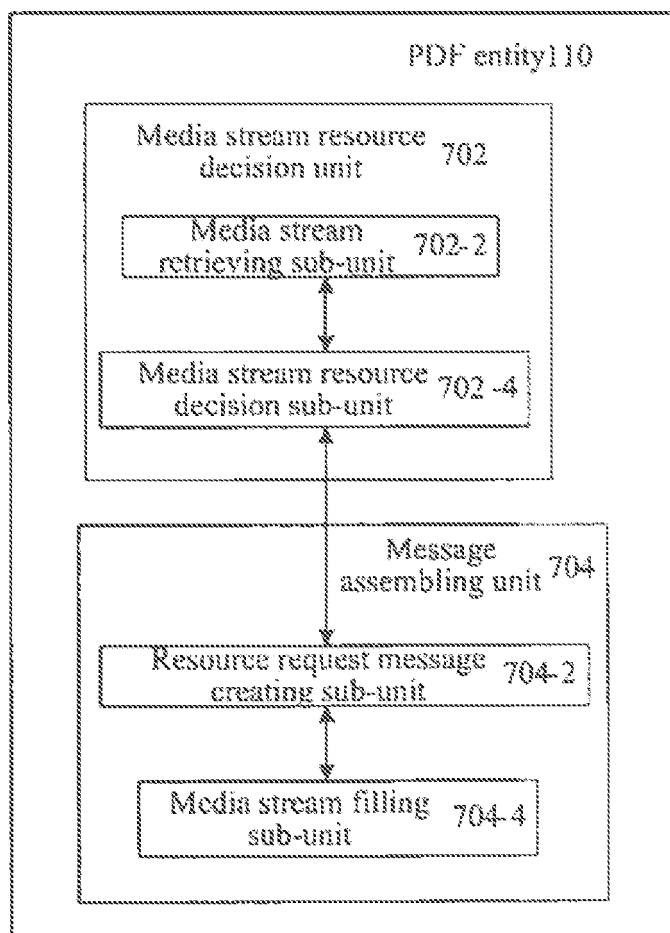 PDF entity110
Media stream resource
decision unit 702
Media stream
retrieving sub-unit 702-2
Media stream resource
decision sub-unit 702-4
Message
assembling unit 704
Resource request message
creating sub-unit 704-2
Media stream filling
sub-unit 704-4